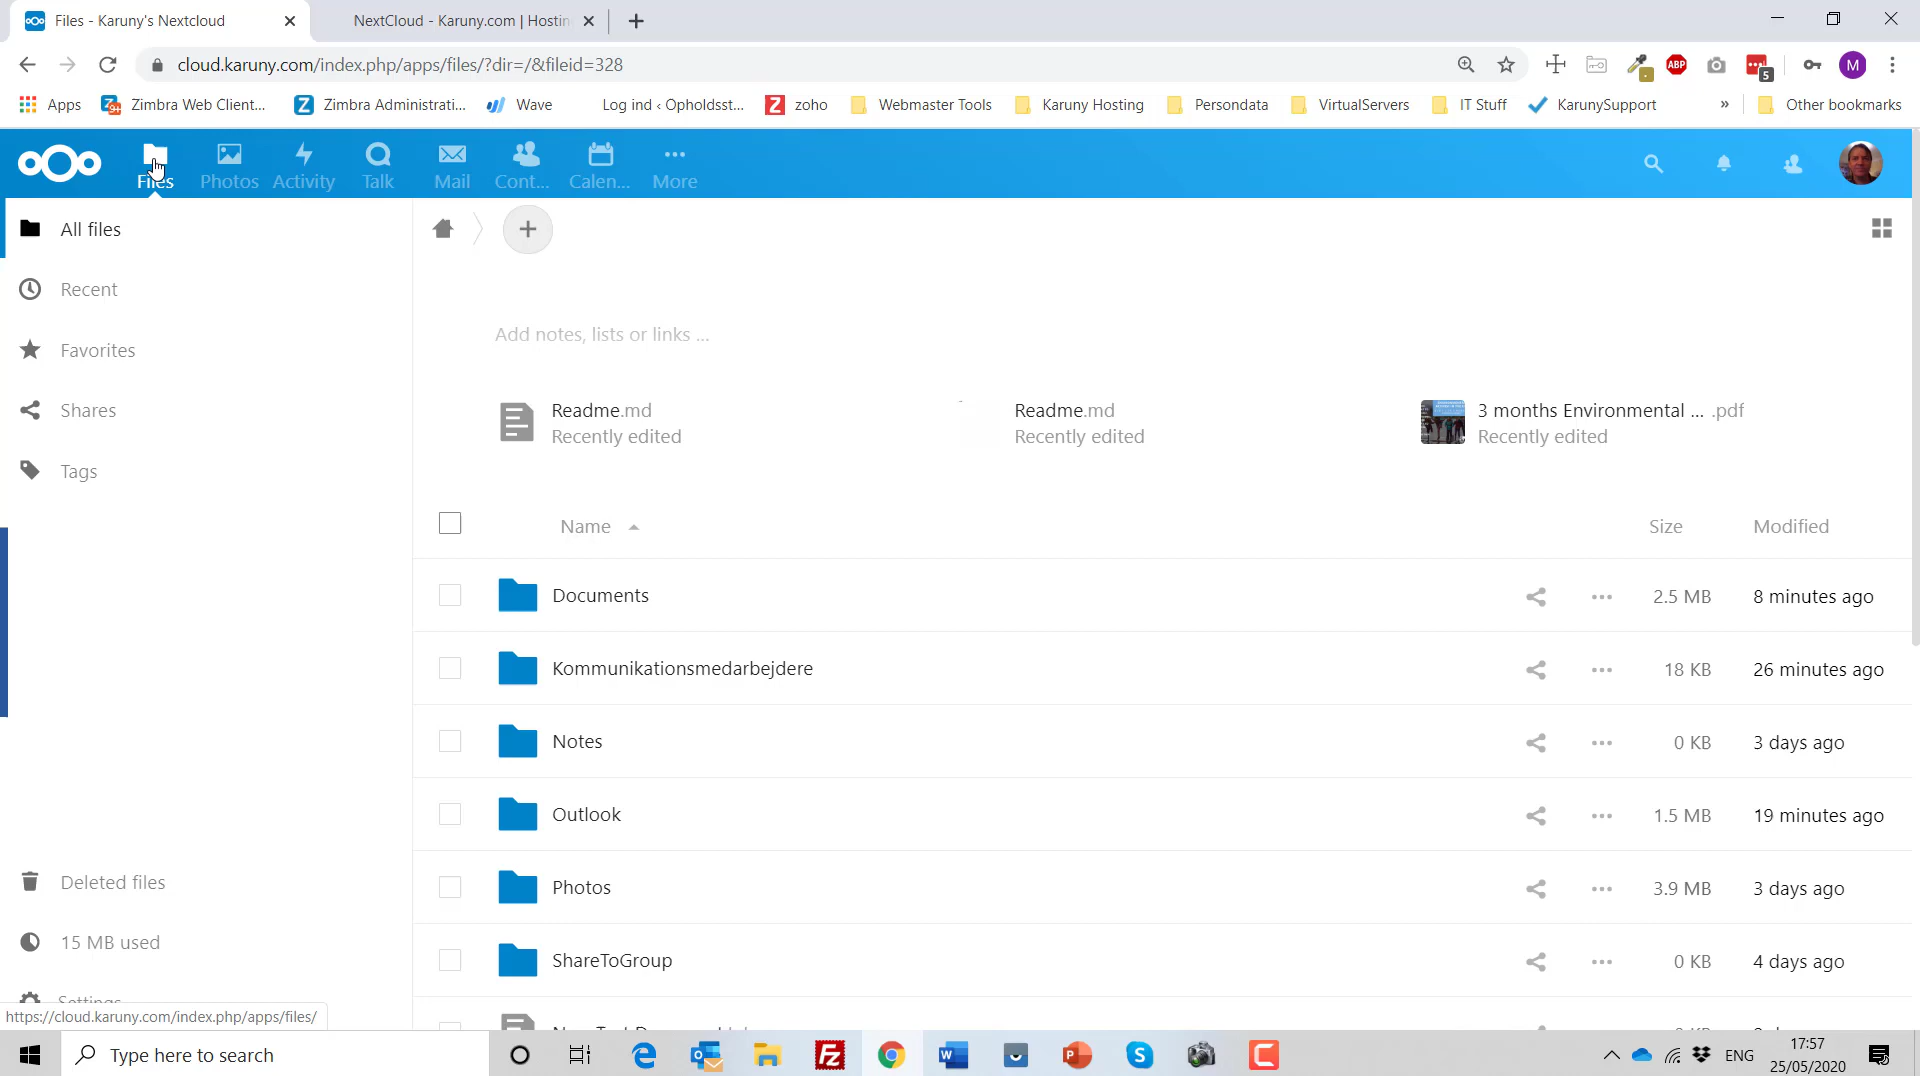 Files - Karuny's Nextcloud
NextCloud - Karuny.com | Hostin
cloud.karuny.com/index.php/apps/files/?dir=/&fileid=328
ABP
5
M
Apps
Zimbra Web Client...
Zimbra Administrati...
Wave
Log ind ‹ Opholdsst...
zoho
Webmaster Tools
Karuny Hosting
Persondata
VirtualServers
IT Stuff
KarunySupport
»
Other bookmarks
Files
Photos
Activity
Talk
Mail
Cont...
Calen...
More
All files
Recent
Favorites
Shares
Tags
Deleted files
15 MB used
Settings
https://cloud.karuny.com/index.php/apps/files/
Add notes, lists or links ...
Readme.md
Recently edited
Readme.md
Recently edited
3 months Environmental ... .pdf
Recently edited
Name Size Modified
Documents 2.5 MB 8 minutes ago
Kommunikationsmedarbejdere 18 KB 26 minutes ago
Notes 0 KB 3 days ago
Outlook 1.5 MB 19 minutes ago
Photos 3.9 MB 3 days ago
ShareToGroup 0 KB 4 days ago
Type here to search
ENG
17:57
25/05/2020